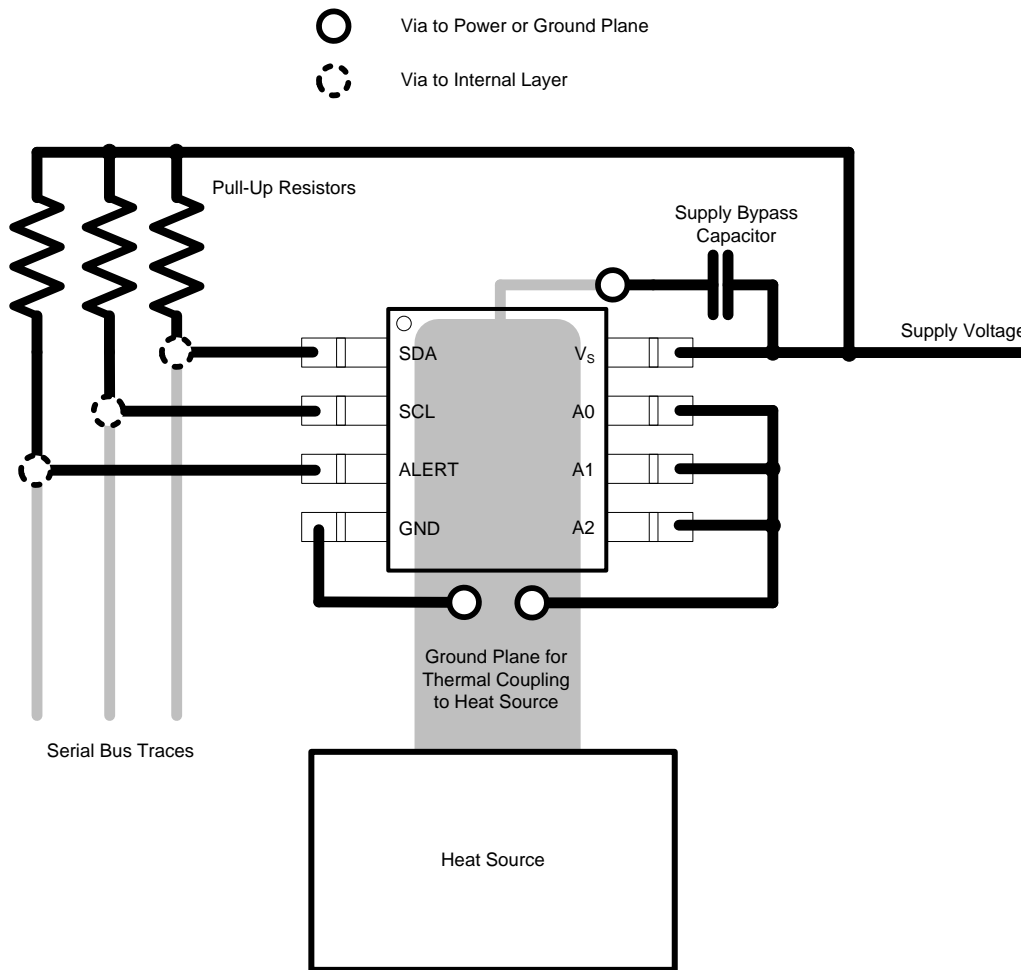 Via to Power or Ground Plane
Via to Internal Layer
Pull-Up Resistors
Supply Bypass
Capacitor
Supply Voltage
SDA
VS
SCL
A0
ALERT
A1
GND
A2
Ground Plane for
Thermal Coupling
to Heat Source
Serial Bus Traces
Heat Source